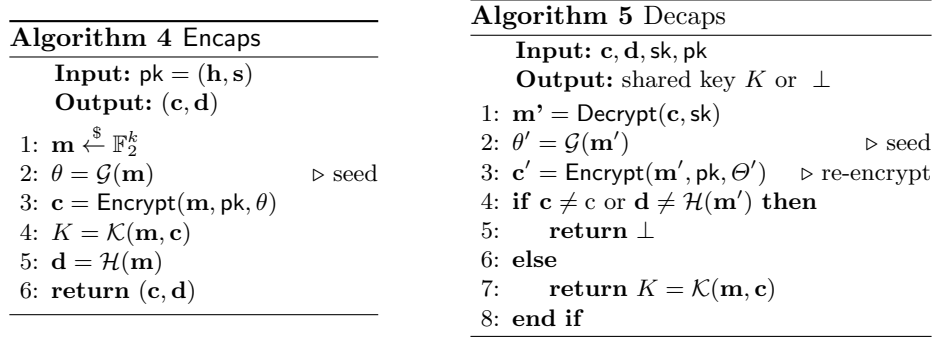 Algorithm 4 Encaps
Input: pk = (h, s)
Output: (c, d)
1: m $← 𝔽₂ᵏ
2: θ = 𝒢(m) ▷ seed
3: c = Encrypt(m, pk, θ)
4: K = 𝒦(m, c)
5: d = ℋ(m)
6: return (c, d)
Algorithm 5 Decaps
Input: c, d, sk, pk
Output: shared key K or ⊥
1: m' = Decrypt(c, sk)
2: θ′ = 𝒢(m′) ▷ seed
3: c′ = Encrypt(m′, pk, Θ′) ▷ re-encrypt
4: if c ≠ c or d ≠ ℋ(m′) then
5: return ⊥
6: else
7: return K = 𝒦(m, c)
8: end if